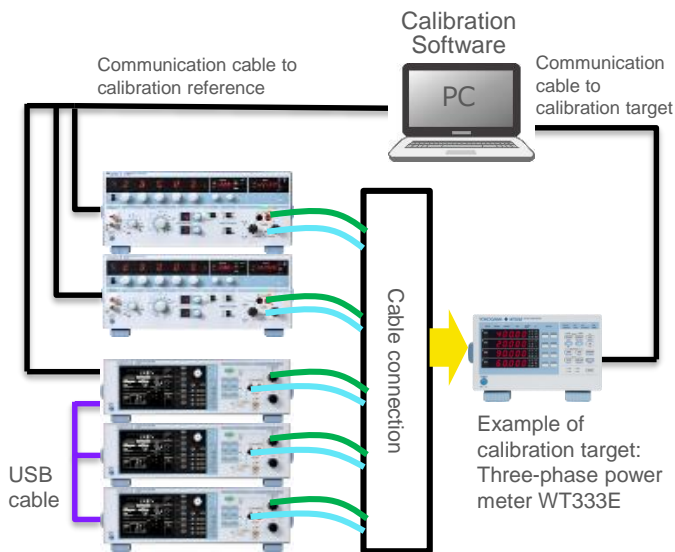 Calibration
Software
Communication cable to
calibration reference
Communication
cable to
calibration target
PC
Cable connection
YOKOGAWA
USB
cable
Example of
calibration target:
Three-phase power
meter WT333E